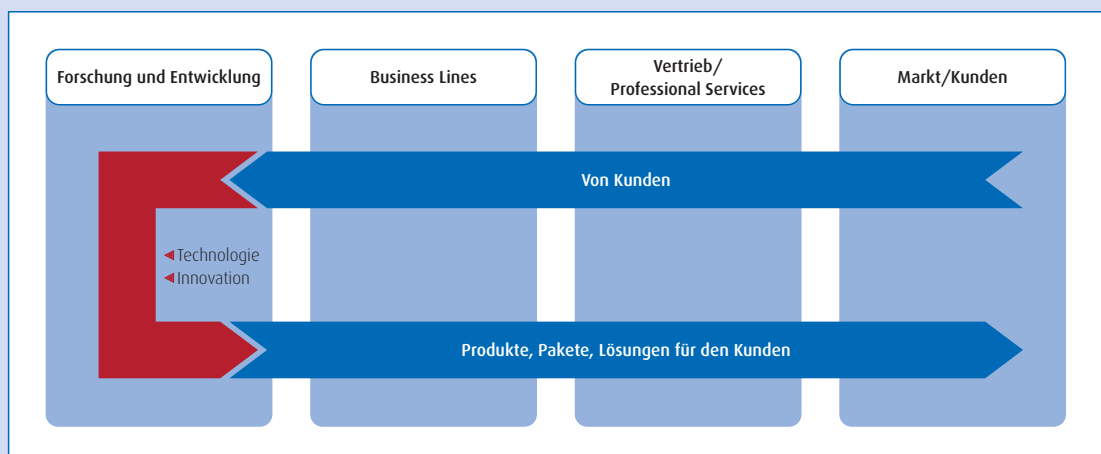 Forschung und Entwicklung
Business Lines
Vertrieb/
Professional Services
Markt/Kunden
Von Kunden
Technologie
Innovation
Produkte, Pakete, Lösungen für den Kunden